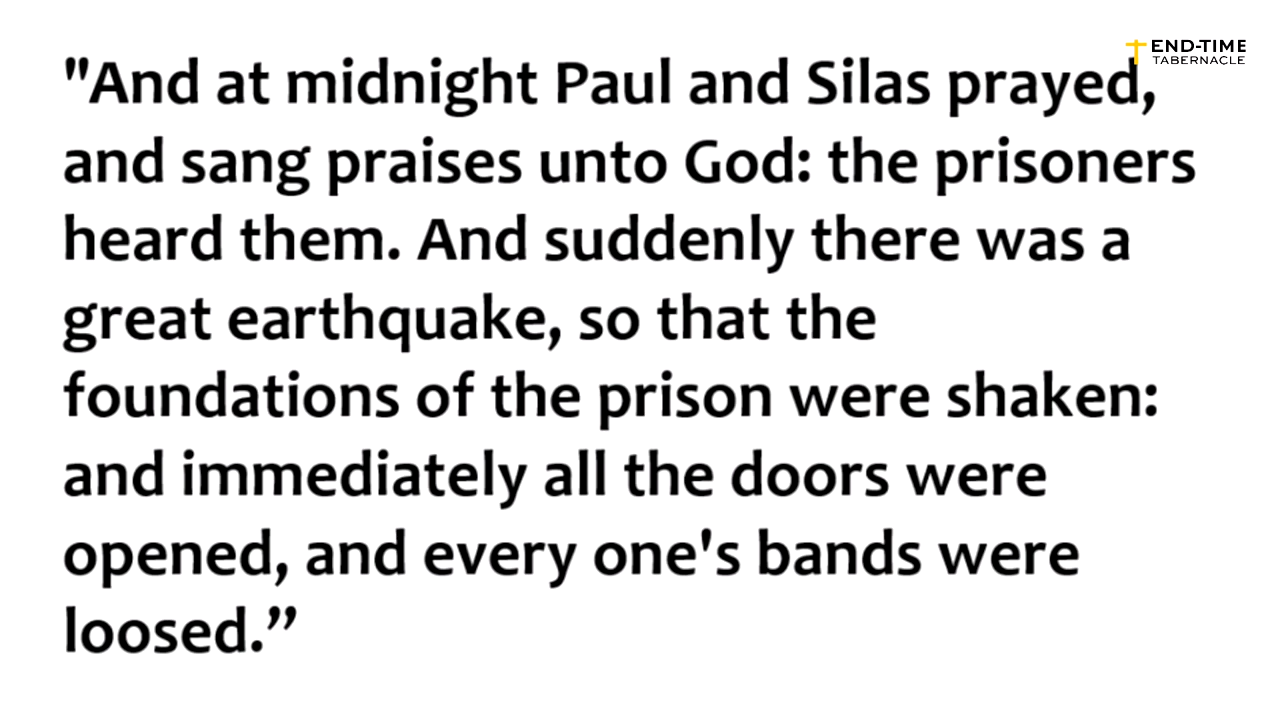 END-TIME
TABERNACLE
"And at midnight Paul and Silas prayed,
and sang praises unto God: the prisoners
heard them. And suddenly there was a
great earthquake, so that the
foundations of the prison were shaken:
and immediately all the doors were
opened, and every one's bands were
loosed.”